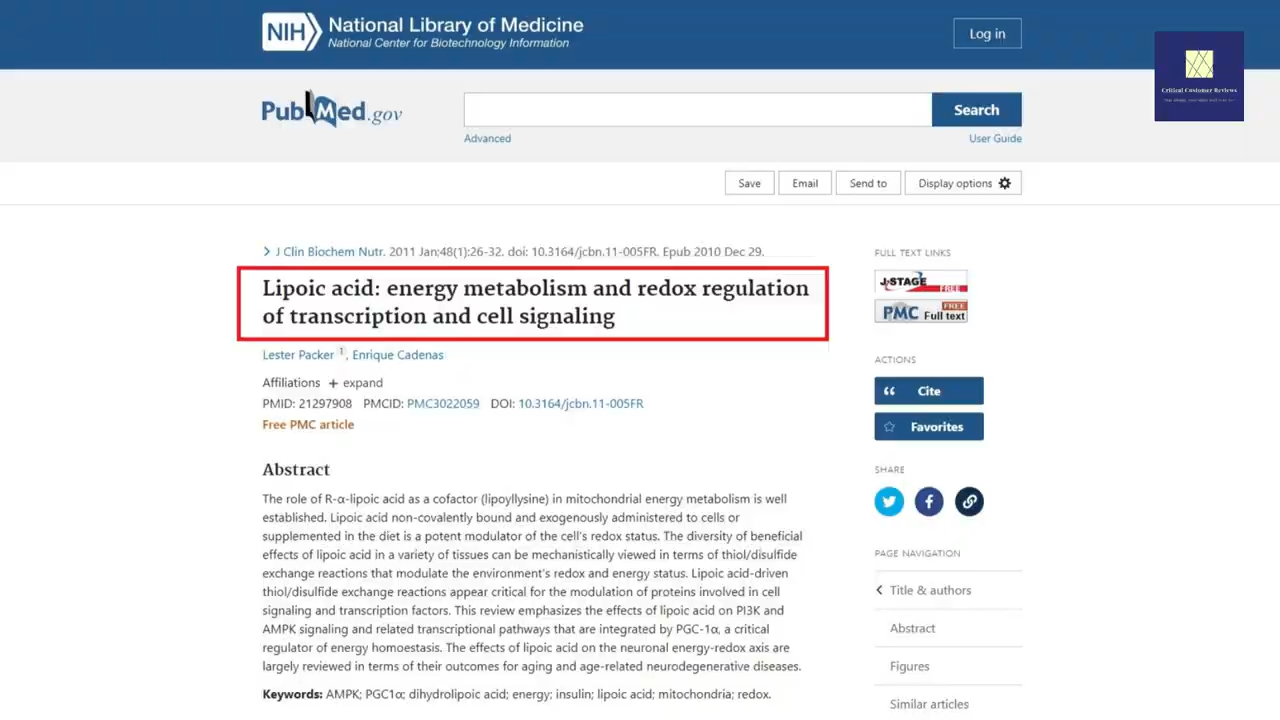 NIH
National Library of Medicine
National Center for Biotechnology Information
Log in
Critical Customer Reviews
PubMed.gov
Search
Advanced
User Guide
Save
Email
Send to
Display options
J Clin Biochem Nutr. 2011 Jan;48(1):26-32. doi: 10.3164/jcbn.11-005FR. Epub 2010 Dec 29.
Lipoic acid: energy metabolism and redox regulation
of transcription and cell signaling
Lester Packer 1, Enrique Cadenas
Affiliations + expand
PMID: 21297908 PMCID: PMC3022059 DOI: 10.3164/jcbn.11-005FR
Free PMC article
Abstract
The role of R-α-lipoic acid as a cofactor (lipoyllysine) in mitochondrial energy metabolism is well
established. Lipoic acid non-covalently bound and exogenously administered to cells or
supplemented in the diet is a potent modulator of the cell's redox status. The diversity of beneficial
effects of lipoic acid in a variety of tissues can be mechanistically viewed in terms of thiol/disulfide
exchange reactions that modulate the environment's redox and energy status. Lipoic acid-driven
thiol/disulfide exchange reactions appear critical for the modulation of proteins involved in cell
signaling and transcription factors. This review emphasizes the effects of lipoic acid on PI3K and
AMPK signaling and related transcriptional pathways that are integrated by PGC-1α, a critical
regulator of energy homeostasis. The effects of lipoic acid on the neuronal energy-redox axis are
largely reviewed in terms of their outcomes for aging and age-related neurodegenerative diseases.
Keywords: AMPK; PGC1α; dihydrolipoic acid; energy; insulin; lipoic acid; mitochondria; redox.
FULL TEXT LINKS
J-STAGE FREE
PMC FREE Full text
ACTIONS
Cite
Favorites
SHARE
PAGE NAVIGATION
Title & authors
Abstract
Figures
Similar articles